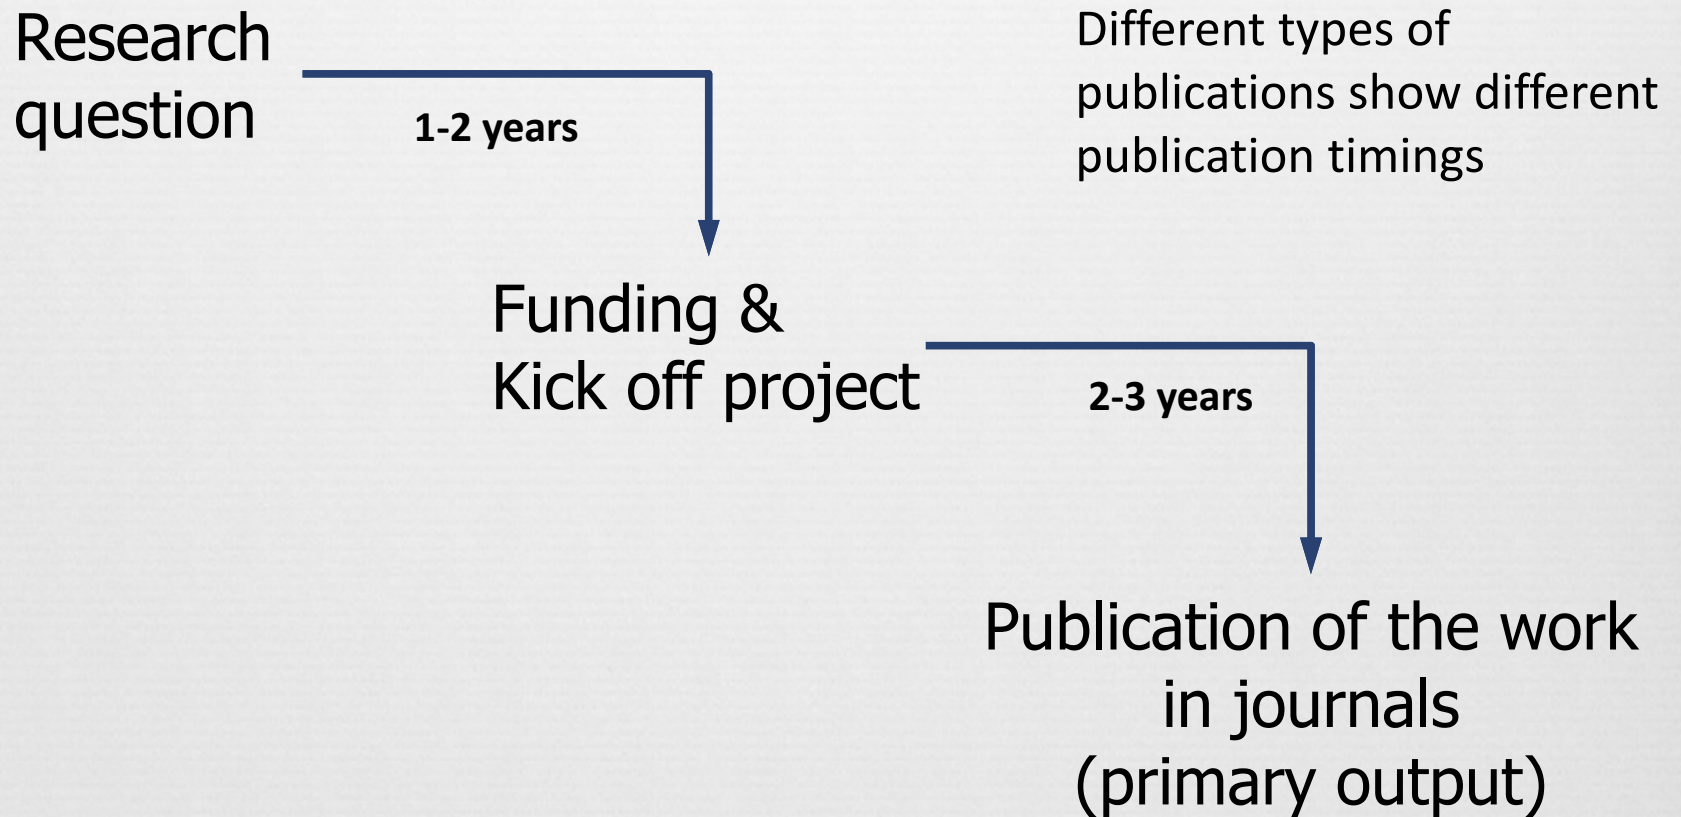 Research
question
1-2 years
Different types of
publications show different
publication timings
Funding &
Kick off project
2-3 years
Publication of the work
in journals
(primary output)